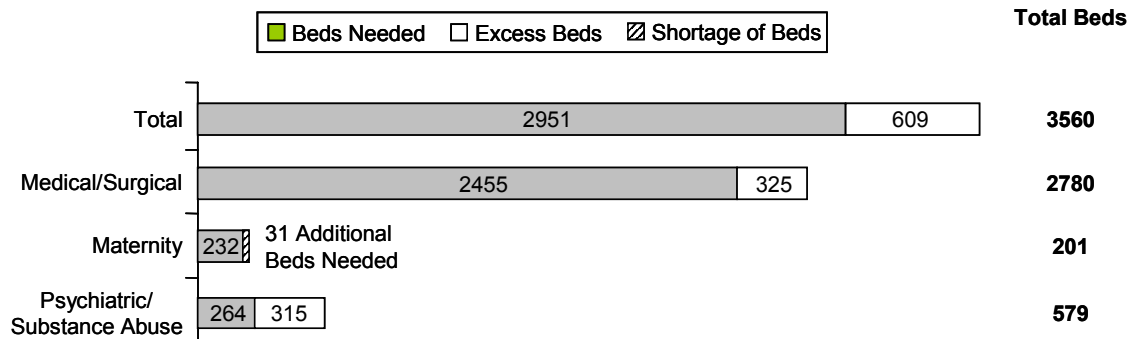 Total Beds
Beds Needed Excess Beds Shortage of Beds
Total 2951 609 3560
Medical/Surgical 2455 325 2780
Maternity 232 31 Additional
Beds Needed 201
Psychiatric/
Substance Abuse 264 315 579